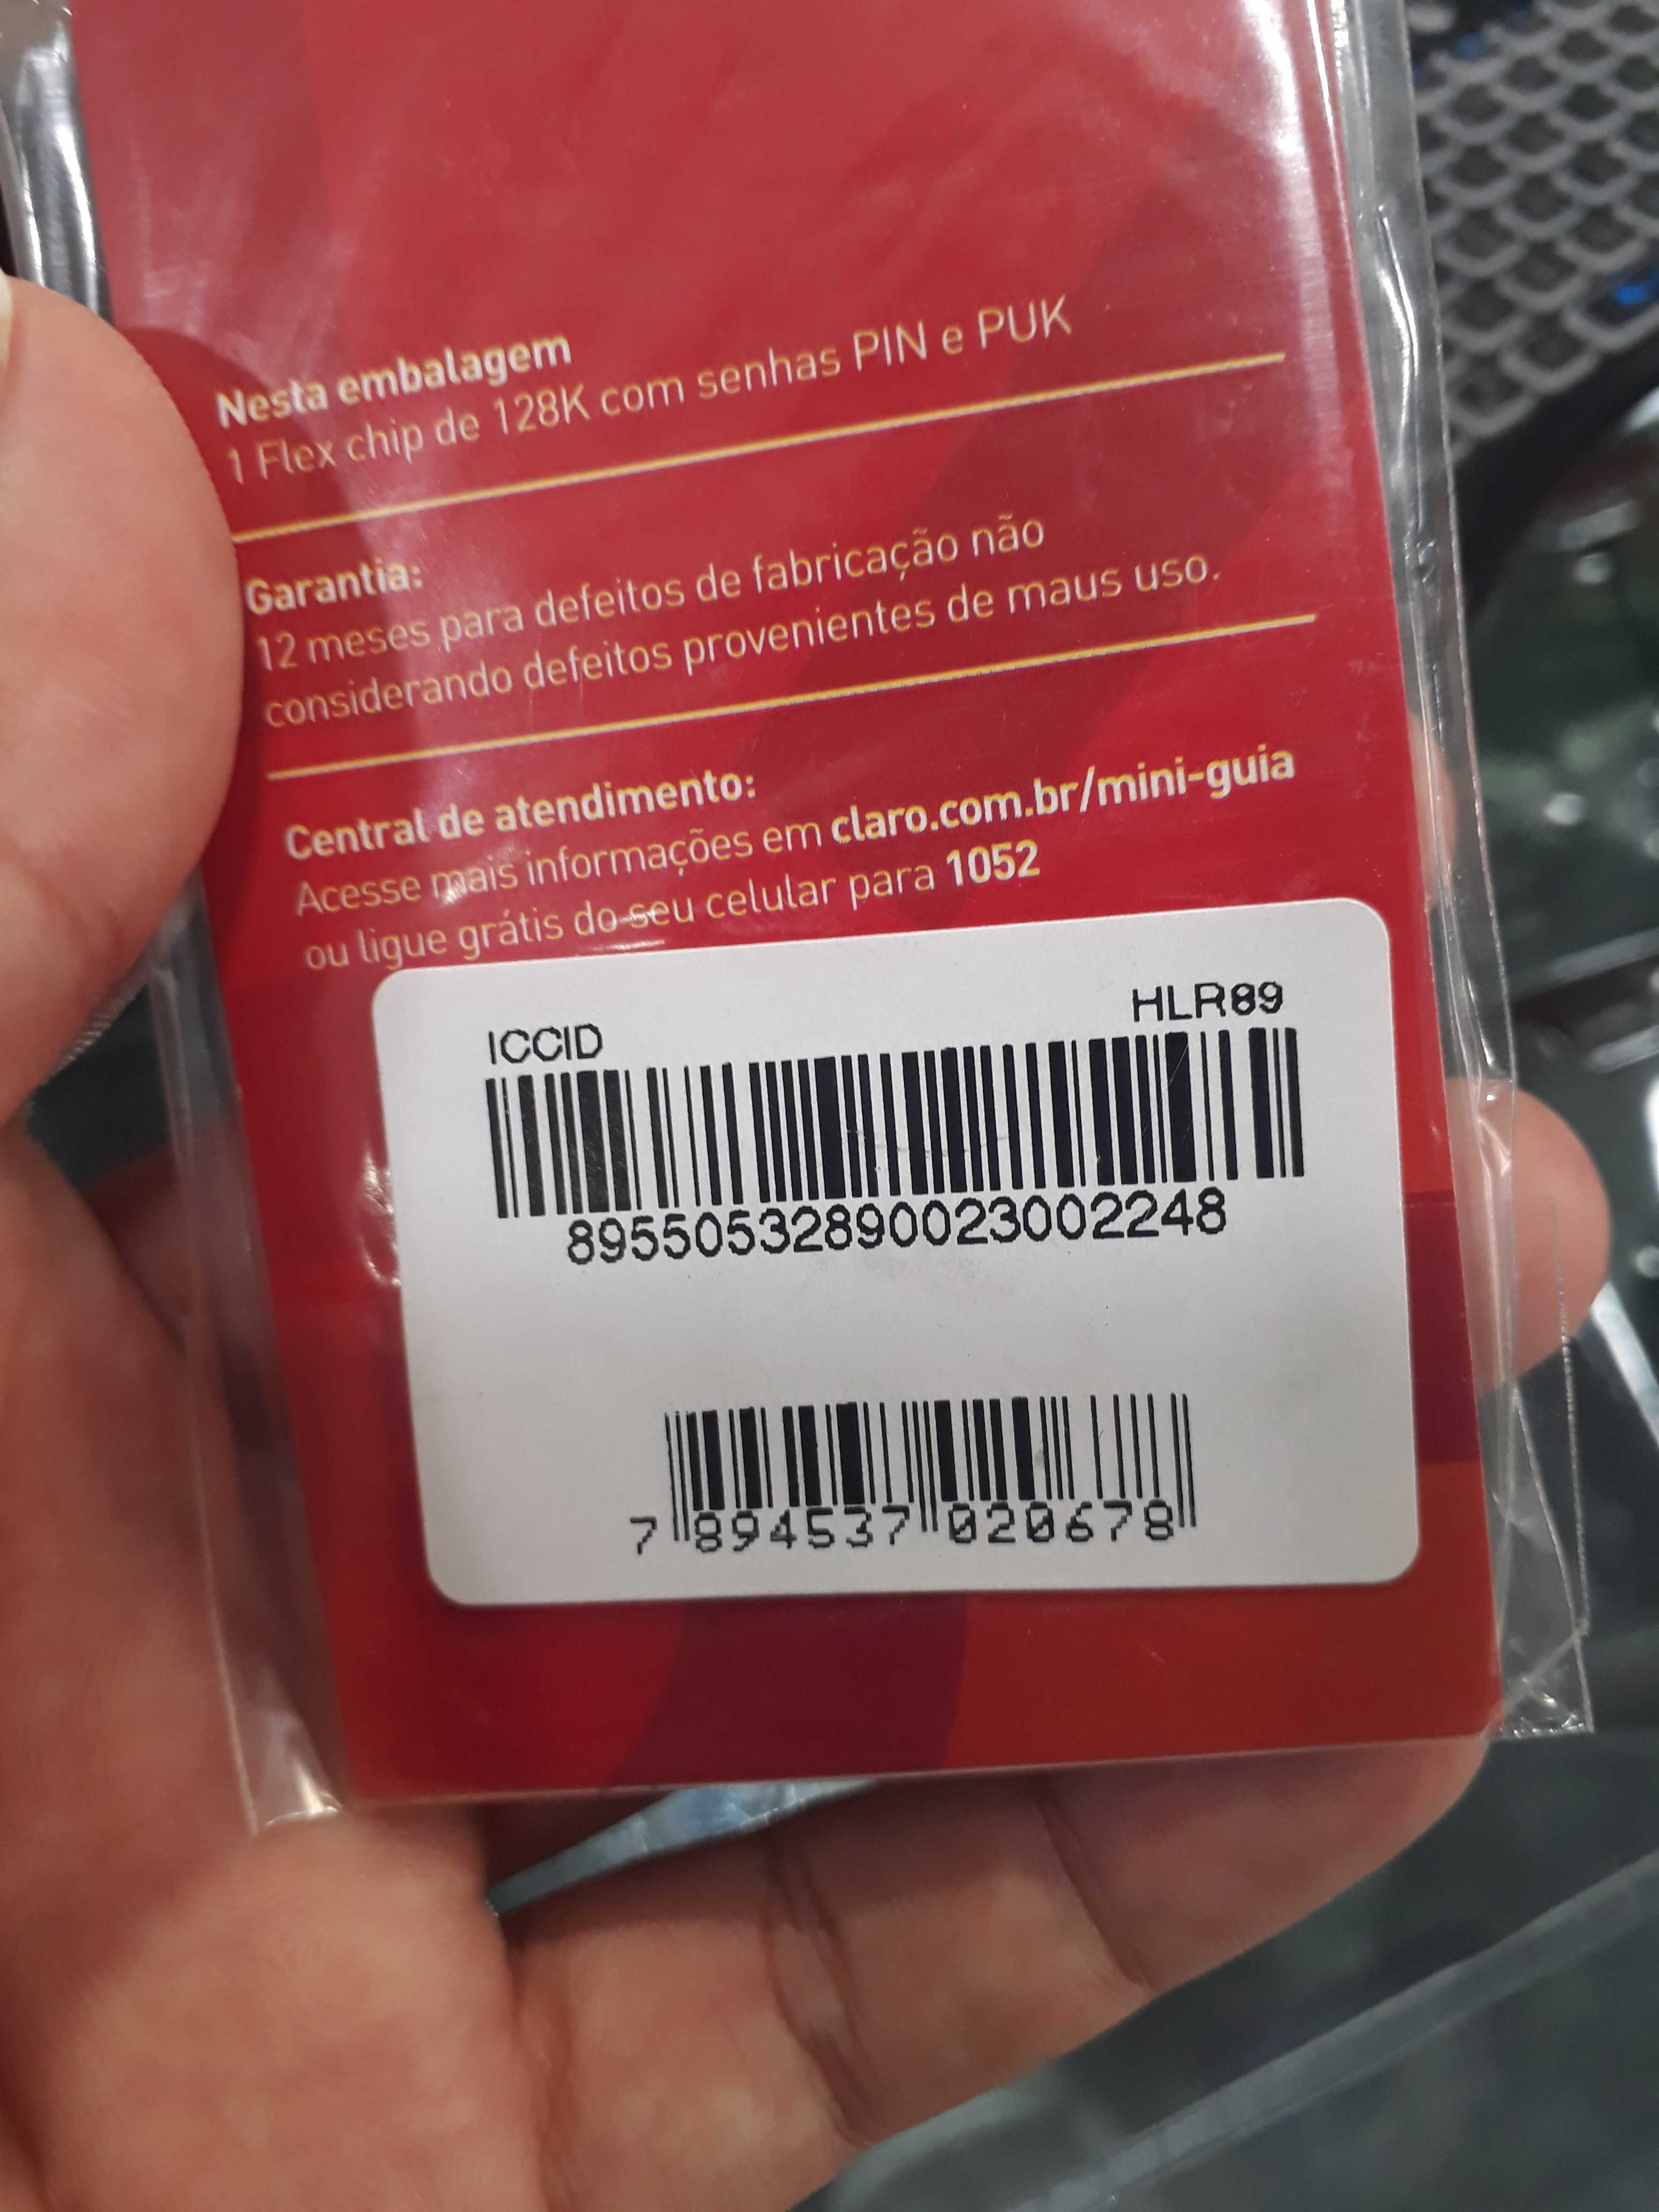 Nesta embalagem
1 Flex chip de 128K com senhas PIN e PUK
Garantia:
12 meses para defeitos de fabricação não
considerando defeitos provenientes de maus uso.
Central de atendimento:
Acesse mais informações em claro.com.br/mini-guia
ou ligue grátis do seu celular para 1052
ICCID HLR89
89550532890023002248
7 894537 020678